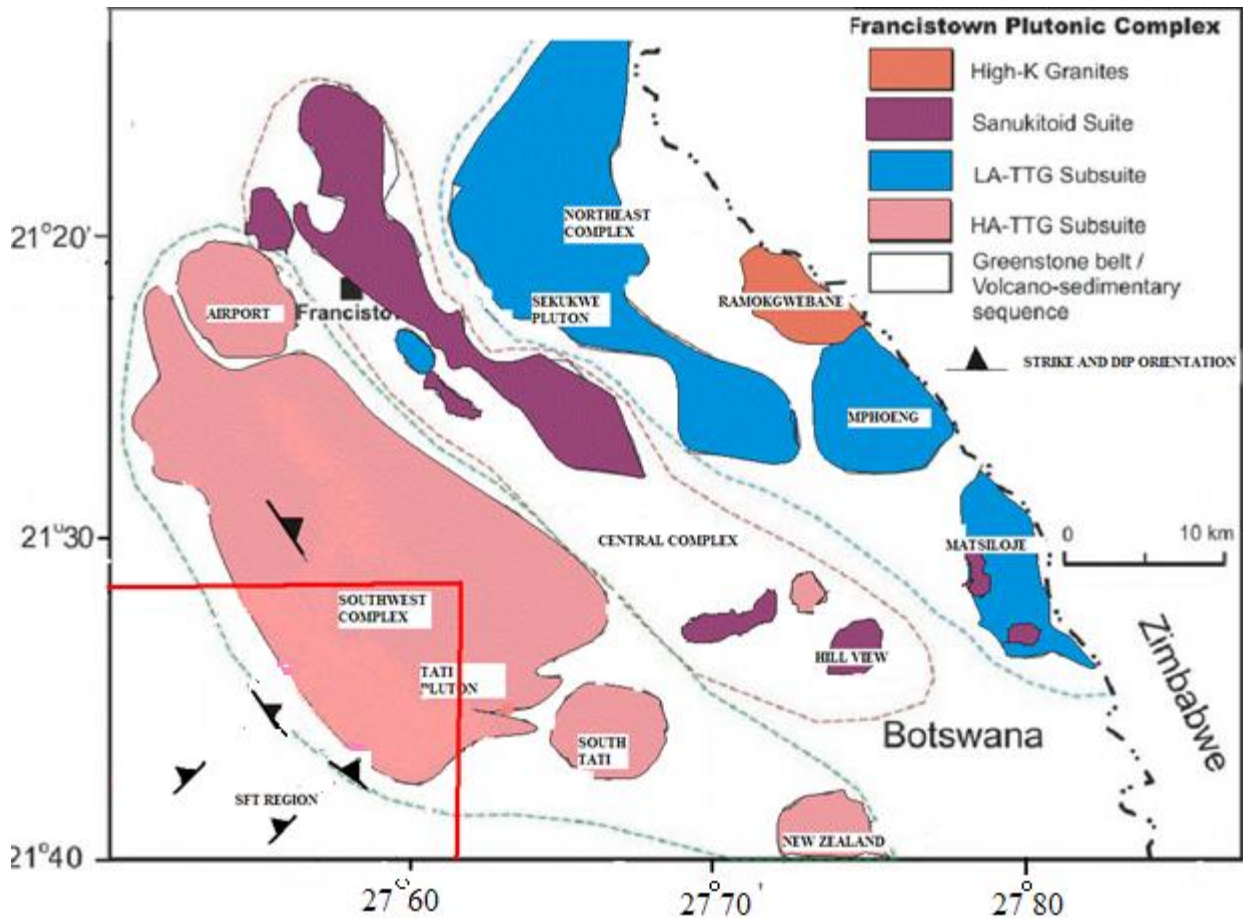 Francistown Plutonic Complex
High-K Granites
Sanukitoid Suite
LA-TTG Subsuite
HA-TTG Subsuite
Greenstone belt /
Volcano-sedimentary
sequence
STRIKE AND DIP ORIENTATION
21°20'
21°30
21°40
NORTHEAST
COMPLEX
SEKUKWE
PLUTON
RAMOKGWEBANE
AIRPORT
Francistov
MPHOENG
CENTRAL COMPLEX
MATSILOJE
0 10 km
SOUTHWEST
COMPLEX
TATI
PLUTON
HILL VIEW
SOUTH
TATI
Botswana
Zimbabwe
SFT REGION
NEW ZEALAND
27°60
27°70'
27°80